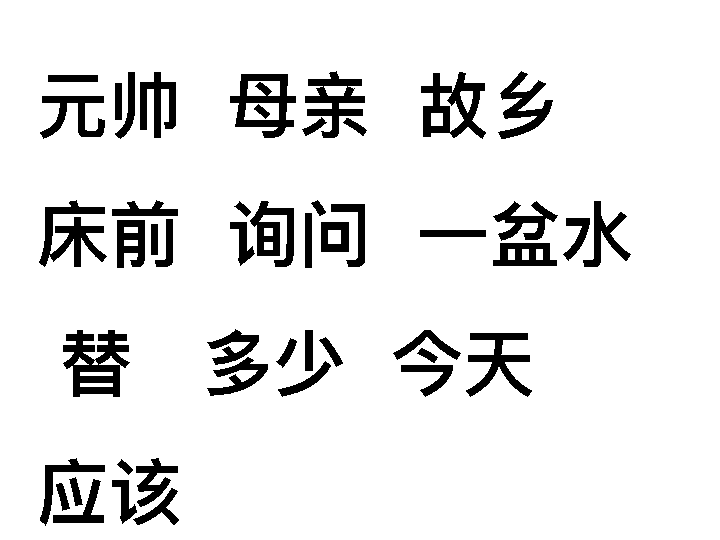 元帅 母亲 故乡
床前 询问 一盆水
替 多少 今天
应该